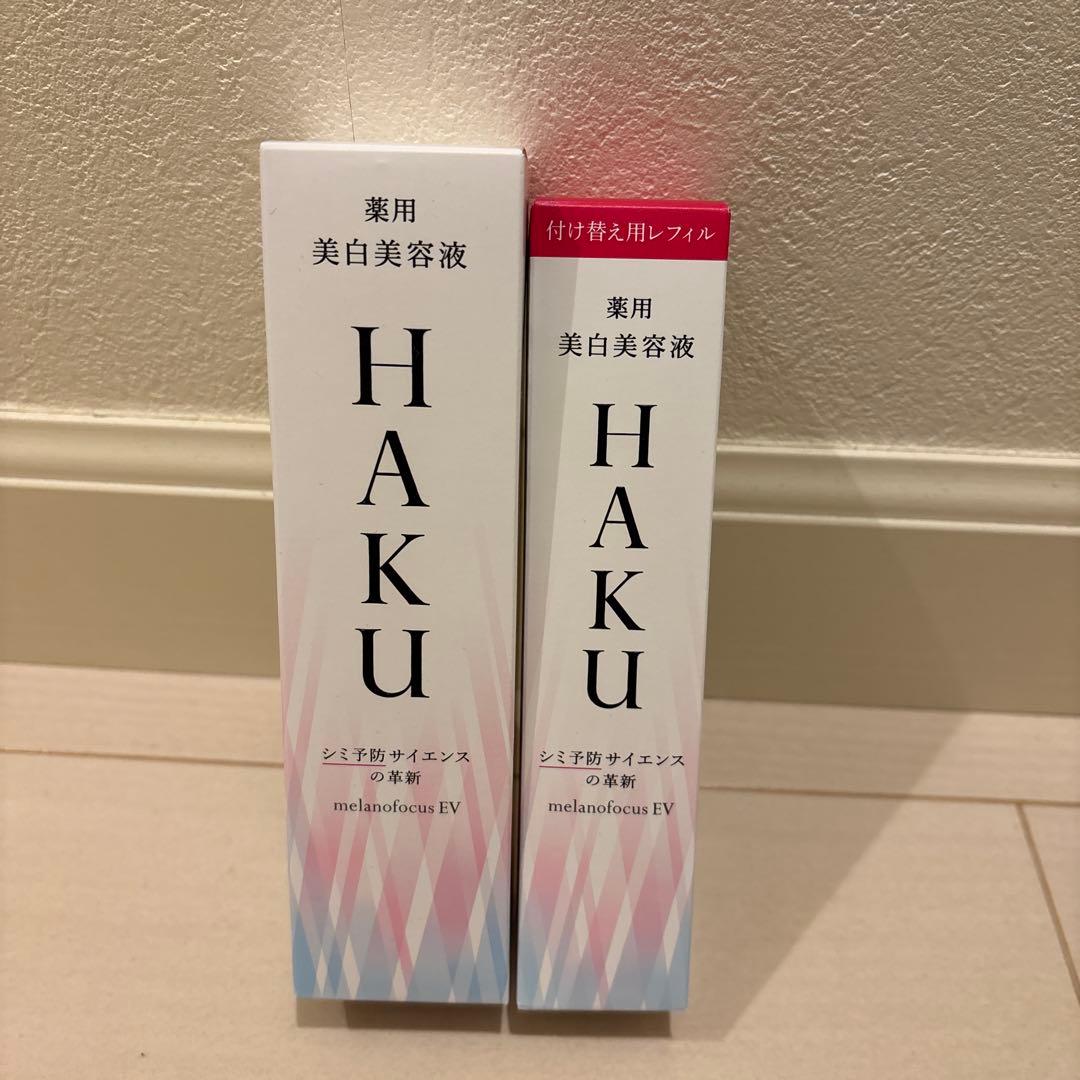 薬用
美白美容液
HAKU
シミ予防サイエンス
の革新
melanofocus EV
付け替え用レフィル
薬用
美白美容液
HAKU
シミ予防サイエンス
の革新
melanofocus EV